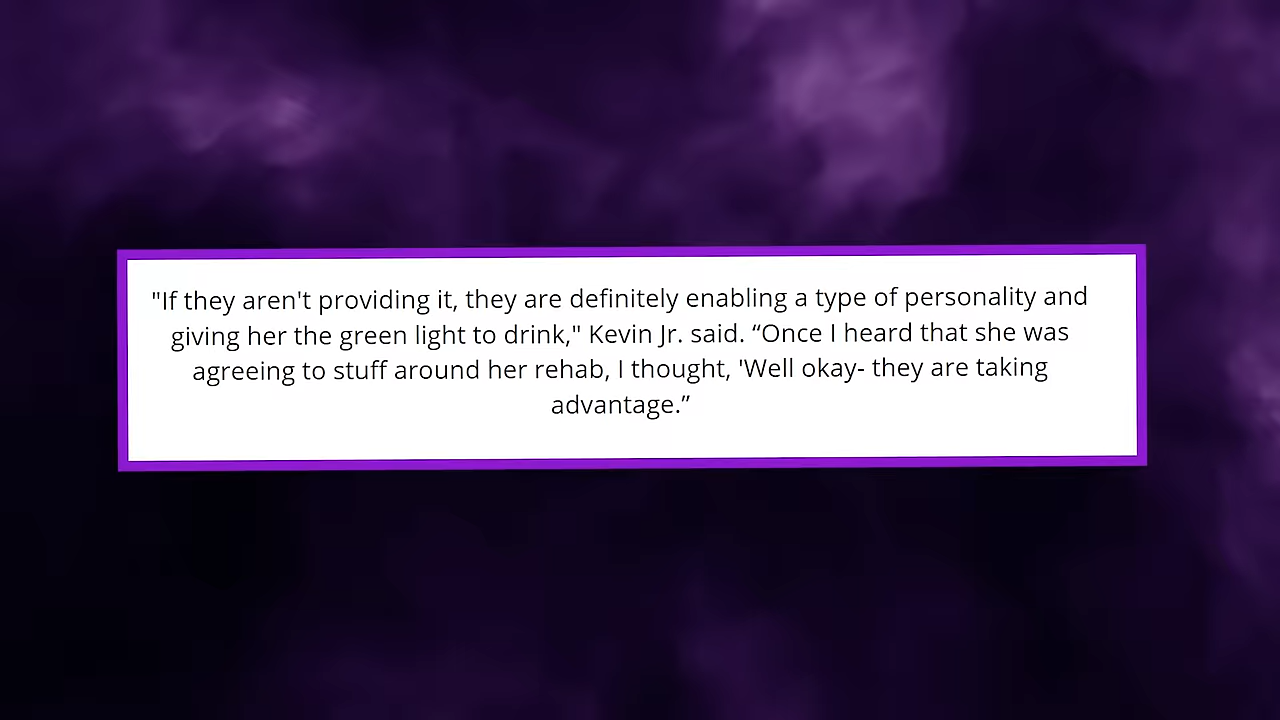 "If they aren't providing it, they are definitely enabling a type of personality and
giving her the green light to drink," Kevin Jr. said. “Once I heard that she was
agreeing to stuff around her rehab, I thought, 'Well okay- they are taking
advantage.”